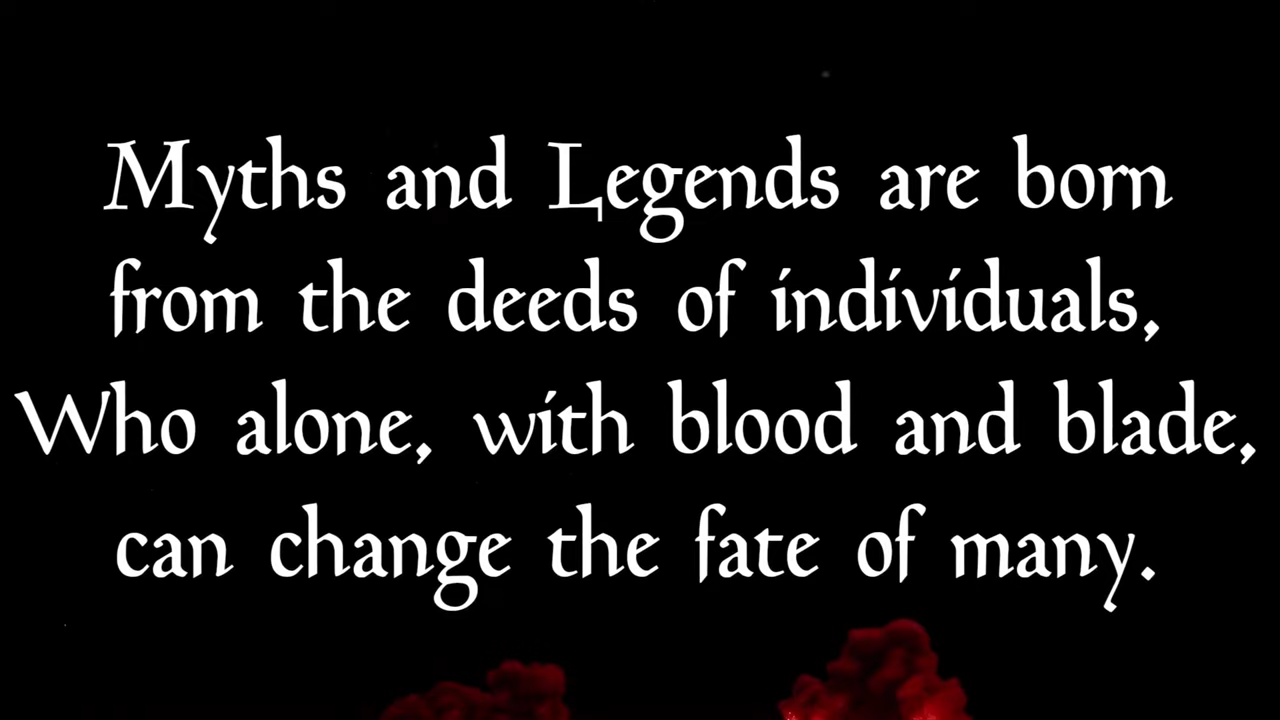 Myths and Legends are born
from the deeds of individuals,
Who alone, with blood and blade,
can change the fate of many.